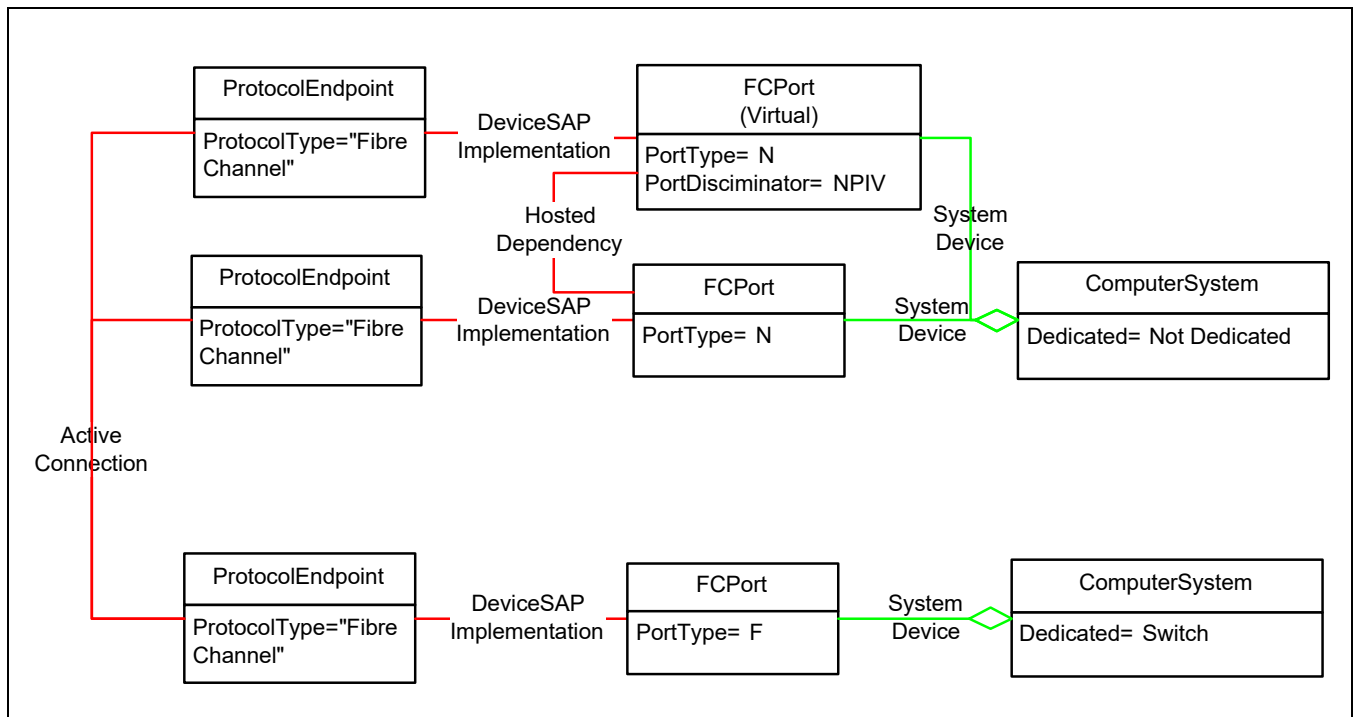 ProtocolEndpoint
ProtocolType="Fibre
Channel"
DeviceSAP
Implementation
FCPort
(Virtual)
PortType= N
PortDisciminator= NPIV
Hosted
Dependency
System
Device
ProtocolEndpoint
ProtocolType="Fibre
Channel"
DeviceSAP
Implementation
FCPort
PortType= N
System
Device
ComputerSystem
Dedicated= Not Dedicated
Active
Connection
ProtocolEndpoint
ProtocolType="Fibre
Channel"
DeviceSAP
Implementation
FCPort
PortType= F
System
Device
ComputerSystem
Dedicated= Switch